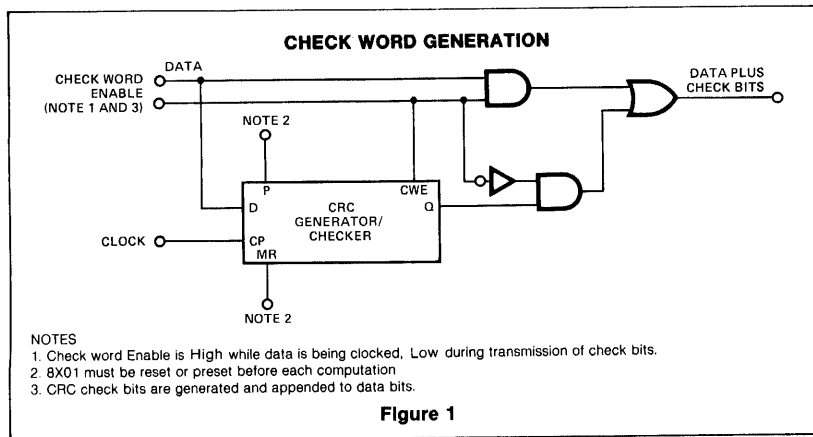 CHECK WORD GENERATION
DATA
CHECK WORD
ENABLE
(NOTE 1 AND 3)
DATA PLUS
CHECK BITS
NOTE 2
P
CWE
D
CRC
GENERATOR/
CHECKER
Q
CLOCK
CP
MR
NOTE 2
NOTES
1. Check word Enable is High while data is being clocked, Low during transmission of check bits.
2. 8X01 must be reset or preset before each computation
3. CRC check bits are generated and appended to data bits.
Figure 1